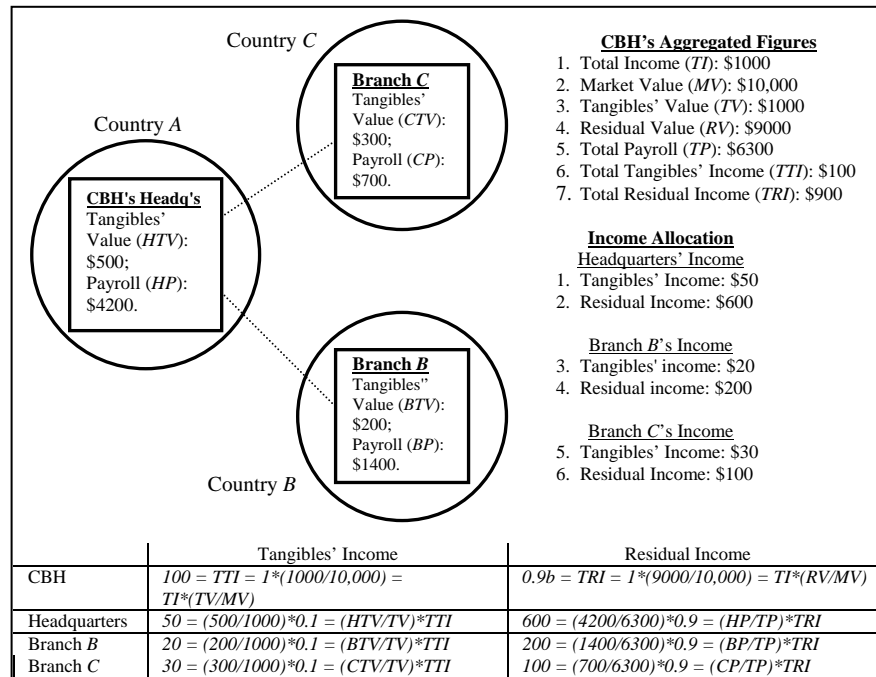 Country C
Branch C
Tangibles'
Value (CTV):
$300;
Payroll (CP):
$700.
Country A
CBH's Headq's
Tangibles'
Value (HTV):
$500;
Payroll (HP):
$4200.
Branch B
Tangibles"
Value (BTV):
$200;
Payroll (BP):
$1400.
Country B
CBH's Aggregated Figures
1. Total Income (TI): $1000
2. Market Value (MV): $10,000
3. Tangibles' Value (TV): $1000
4. Residual Value (RV): $9000
5. Total Payroll (TP): $6300
6. Total Tangibles' Income (TTI): $100
7. Total Residual Income (TRI): $900
Income Allocation
Headquarters' Income
1. Tangibles' Income: $50
2. Residual Income: $600
Branch B's Income
3. Tangibles' income: $20
4. Residual income: $200
Branch C's Income
5. Tangibles' Income: $30
6. Residual Income: $100
Tangibles' Income Residual Income
CBH 100 = TTI = 1*(1000/10,000) = 0.9b = TRI = 1*(9000/10,000) = TI*(RV/MV)
TI*(TV/MV)
Headquarters 50 = (500/1000)*0.1 = (HTV/TV)*TTI 600 = (4200/6300)*0.9 = (HP/TP)*TRI
Branch B 20 = (200/1000)*0.1 = (BTV/TV)*TTI 200 = (1400/6300)*0.9 = (BP/TP)*TRI
Branch C 30 = (300/1000)*0.1 = (CTV/TV)*TTI 100 = (700/6300)*0.9 = (CP/TP)*TRI